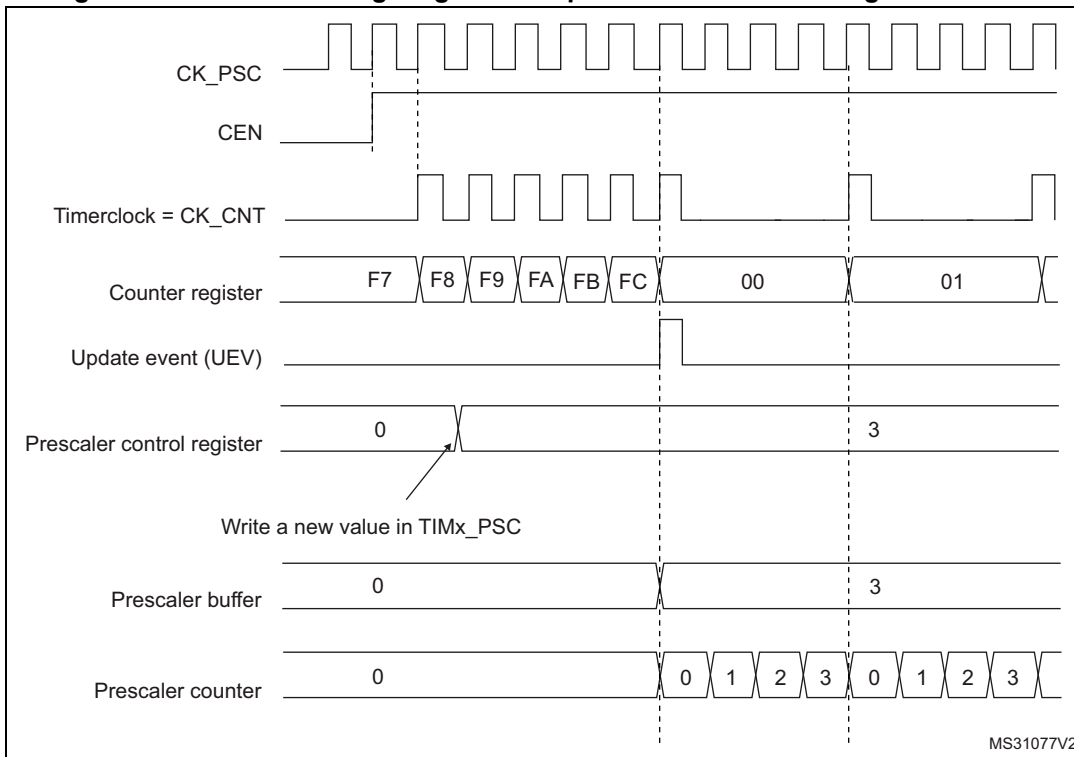 CK_PSC
CEN
Timerclock = CK_CNT
Counter register F7 F8 F9 FA FB FC 00 01
Update event (UEV)
Prescaler control register 0 3
Write a new value in TIMx_PSC
Prescaler buffer 0 3
Prescaler counter 0 0 1 2 3 0 1 2 3
MS31077V2